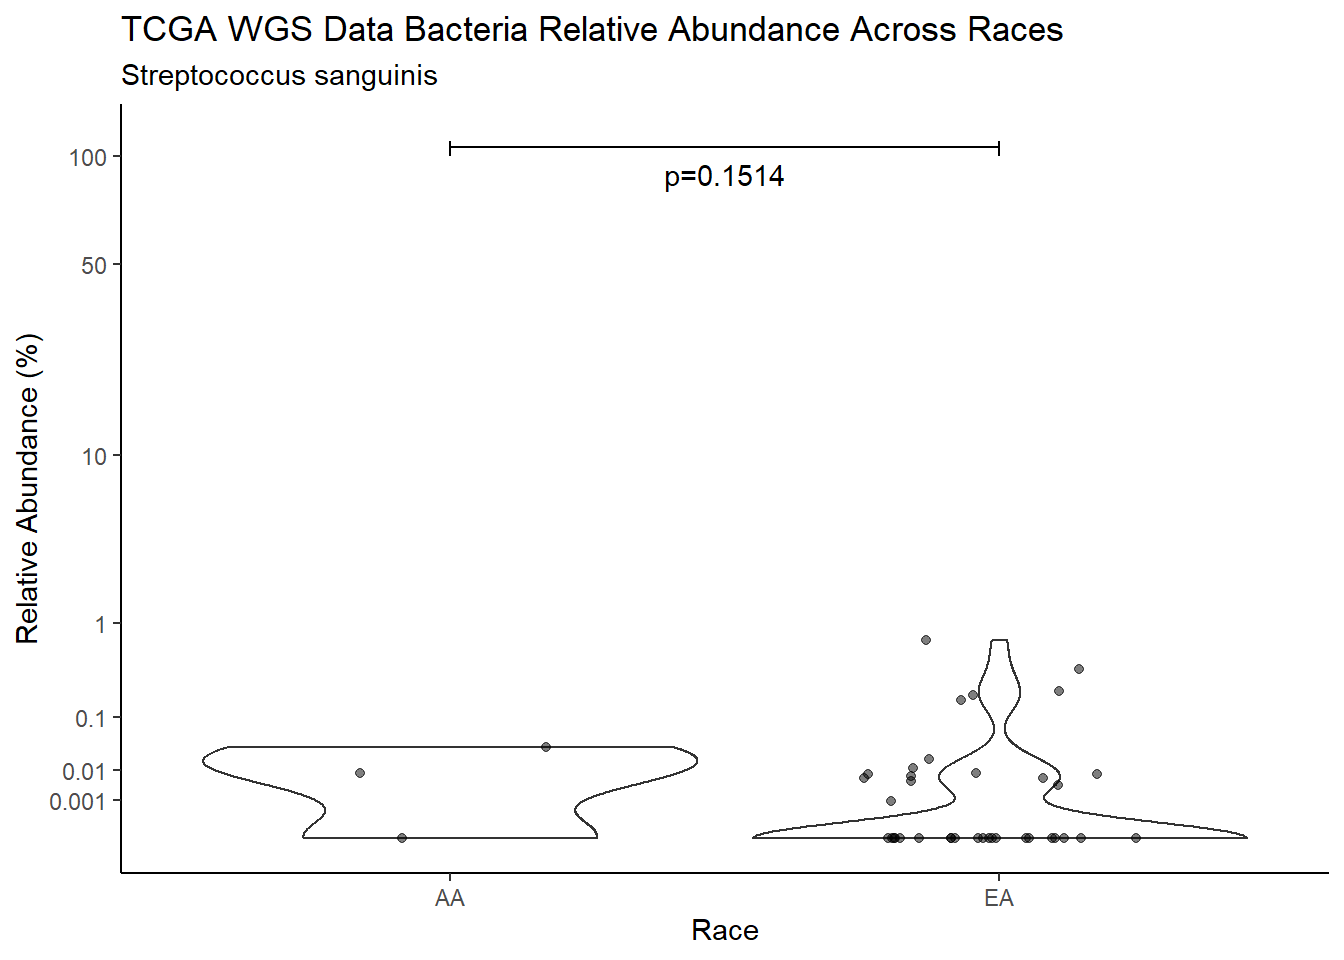 TCGA WGS Data Bacteria Relative Abundance Across Races
Streptococcus sanguinis
100
50
10
1
0.1
0.01
0.001
Relative Abundance (%)
p=0.1514
AA
EA
Race